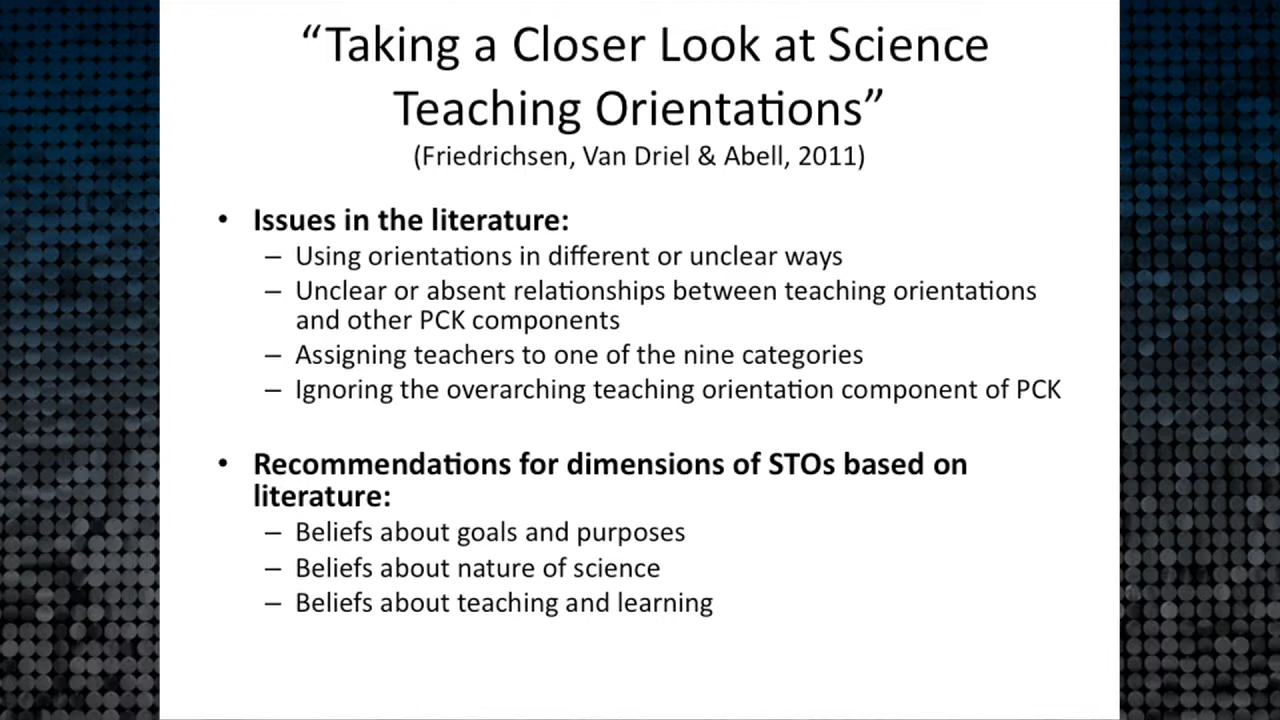 “Taking a Closer Look at Science
Teaching Orientations”
(Friedrichsen, Van Driel & Abell, 2011)
• Issues in the literature:
– Using orientations in different or unclear ways
– Unclear or absent relationships between teaching orientations
and other PCK components
– Assigning teachers to one of the nine categories
– Ignoring the overarching teaching orientation component of PCK
• Recommendations for dimensions of STOs based on
literature:
– Beliefs about goals and purposes
– Beliefs about nature of science
– Beliefs about teaching and learning